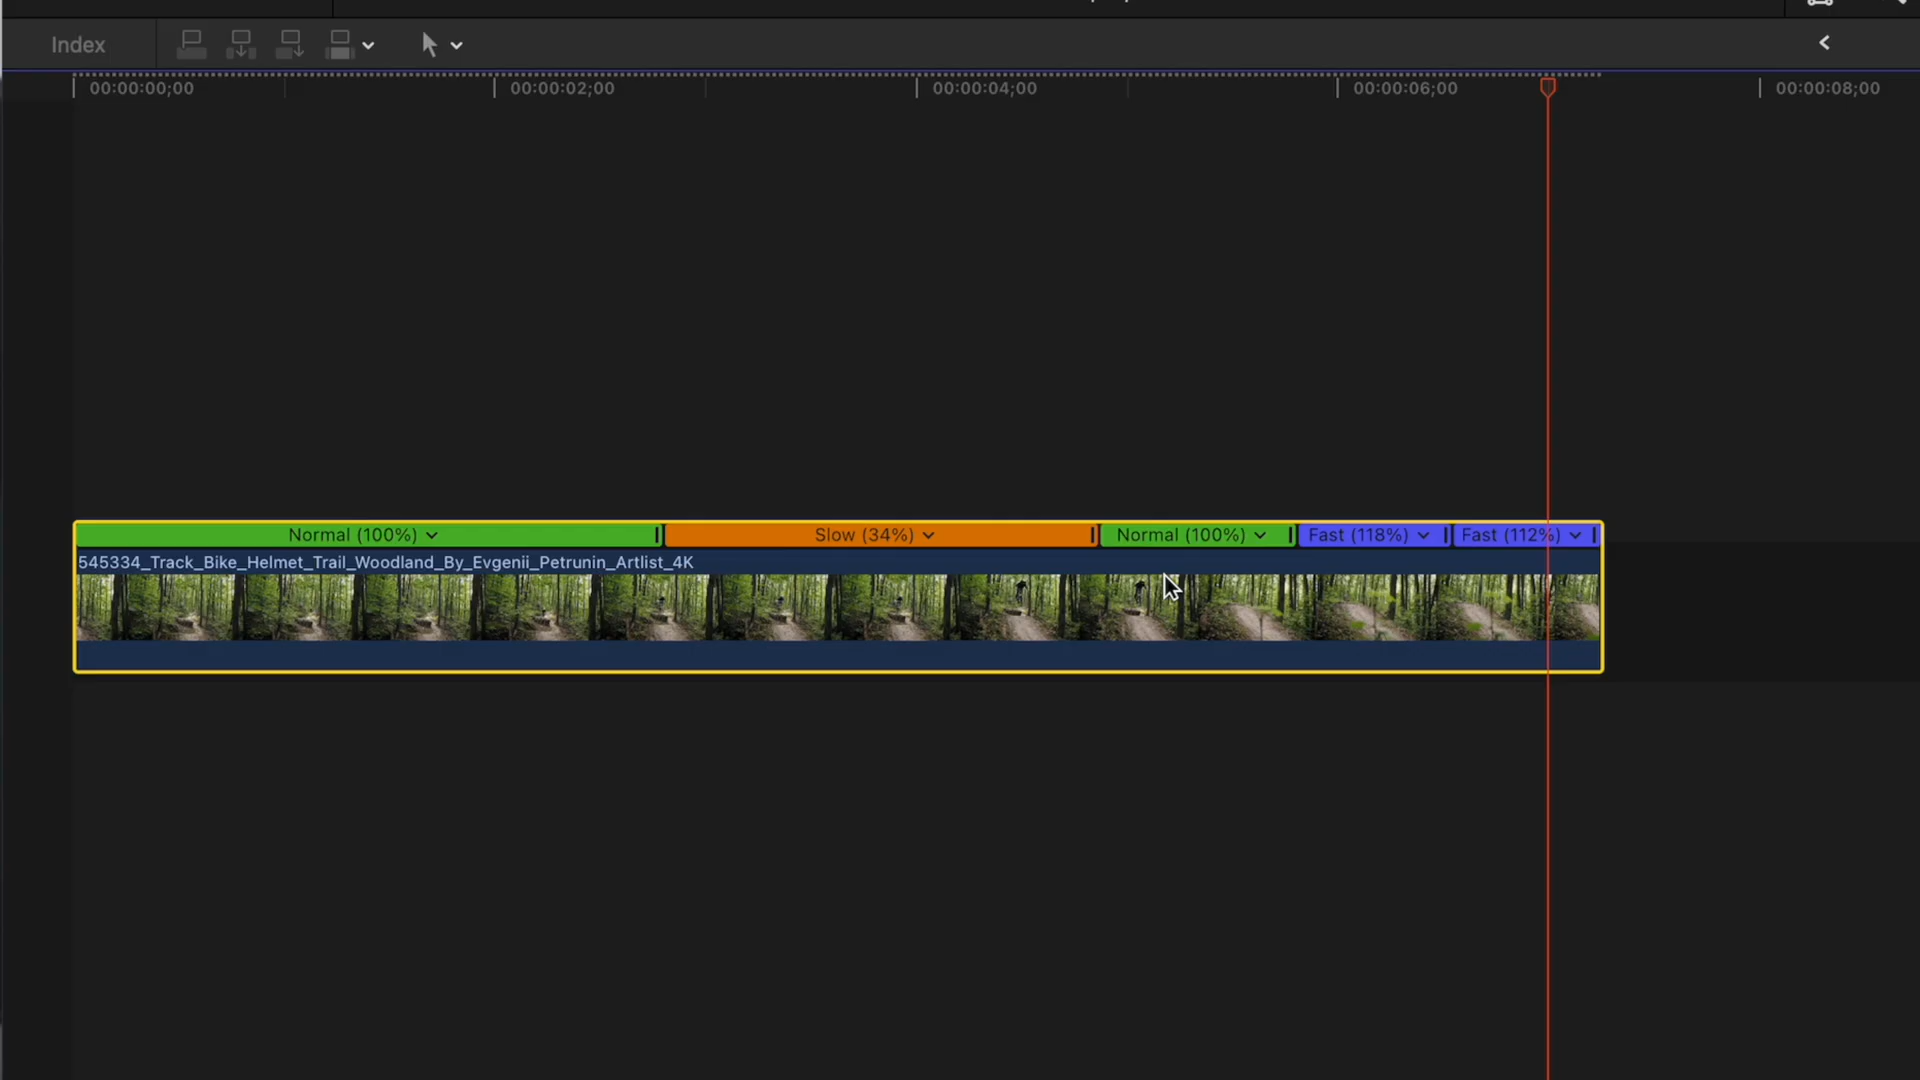 Index
00:00:00;00
00:00:02;00
00:00:04;00
00:00:06;00
00:00:08;00
Normal (100%)
Slow (34%)
Normal (100%)
Fast (118%)
Fast (112%)
545334_Track_Bike_Helmet_Trail_Woodland_By_Evgenii_Petrunin_Artlist_4K